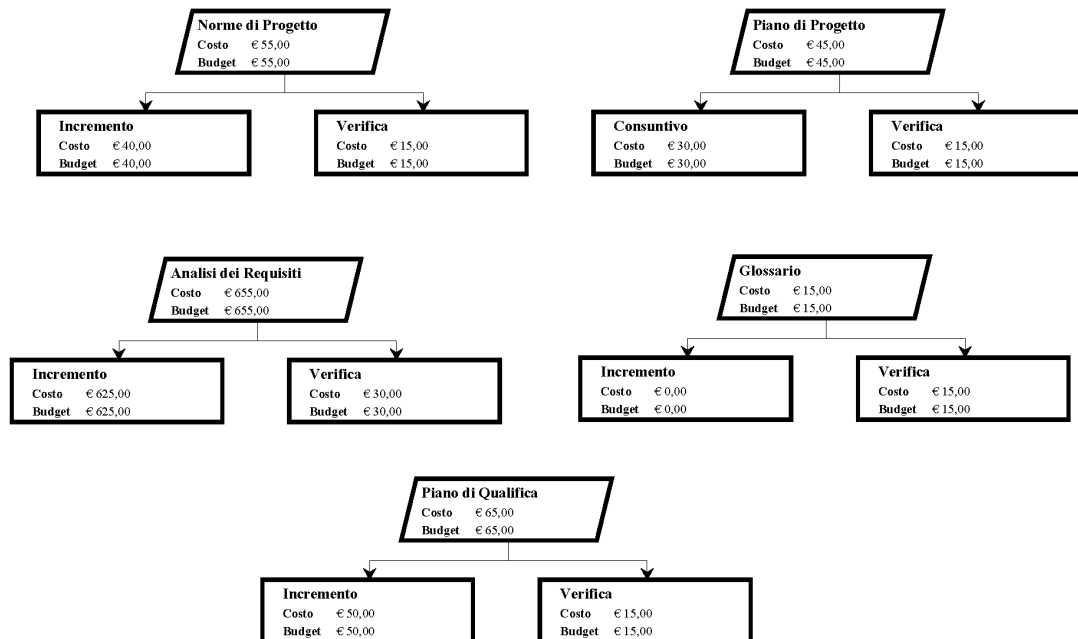 Norme di Progetto
Costo € 55,00
Budget € 55,00
Incremento
Costo € 40,00
Budget € 40,00
Verifica
Costo € 15,00
Budget € 15,00
Piano di Progetto
Costo € 45,00
Budget € 45,00
Consuntivo
Costo € 30,00
Budget € 30,00
Verifica
Costo € 15,00
Budget € 15,00
Analisi dei Requisiti
Costo € 655,00
Budget € 655,00
Incremento
Costo € 625,00
Budget € 625,00
Verifica
Costo € 30,00
Budget € 30,00
Glossario
Costo € 15,00
Budget € 15,00
Incremento
Costo € 0,00
Budget € 0,00
Verifica
Costo € 15,00
Budget € 15,00
Piano di Qualifica
Costo € 65,00
Budget € 65,00
Incremento
Costo € 50,00
Budget € 50,00
Verifica
Costo € 15,00
Budget € 15,00